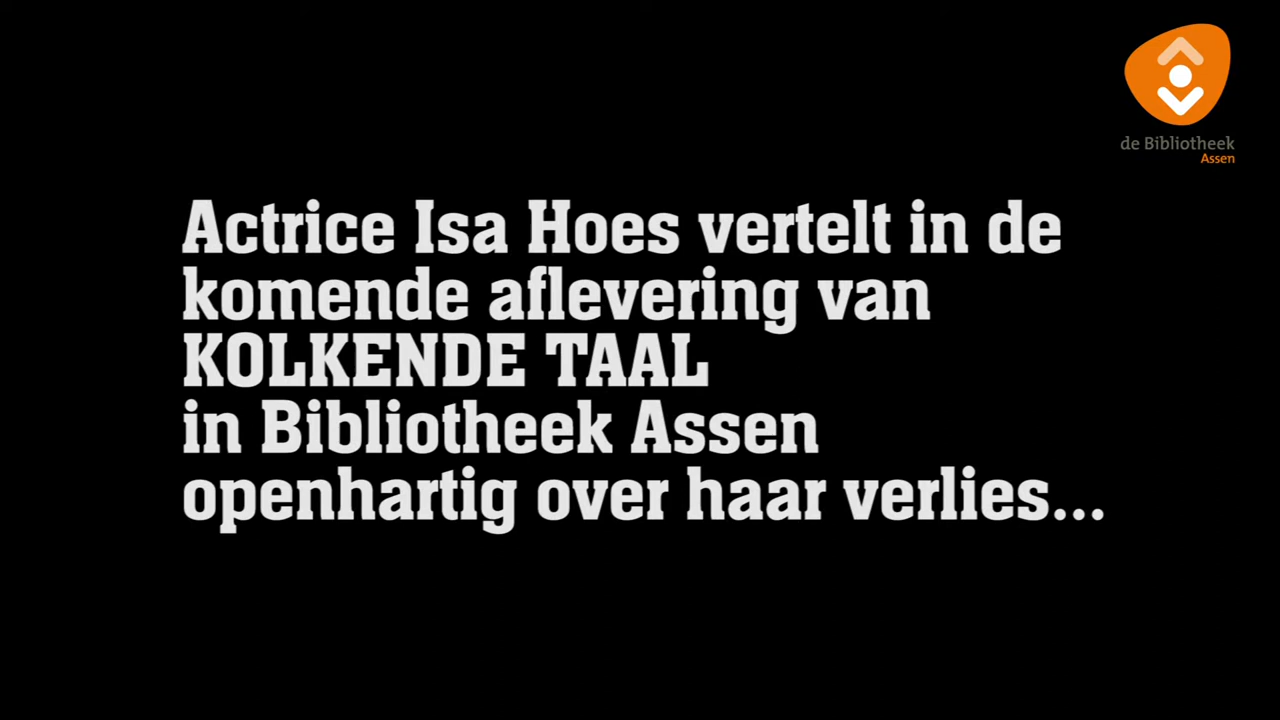 de Bibliotheek
Assen
Actrice Isa Hoes vertelt in de
komende aflevering van
KOLKENDE TAAL
in Bibliotheek Assen
openhartig over haar verlies...